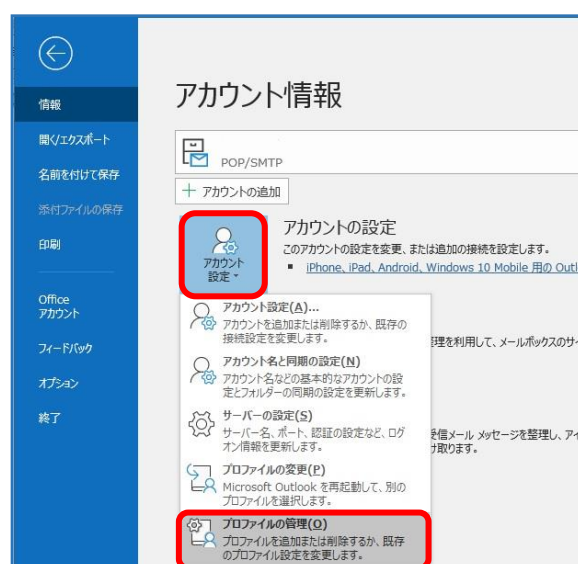 アカウント情報
情報
開く/エクスポート
名前を付けて保存
添付ファイルの保存
印刷
Office
アカウント
フィードバック
オプション
終了
POP/SMTP
アカウントの追加
アカウント
設定
アカウントの設定
このアカウントの設定を変更、または追加の接続を設定します。
iPhone、iPad、Android、Windows 10 Mobile 用の Outl
アカウント設定(A)...
アカウントを追加または削除するか、既存の
接続設定を変更します。
アカウント名と同期の設定(N)
アカウント名などの基本的なアカウントの設
定とフォルダーの同期の設定を更新します。
サーバーの設定(S)
サーバー名、ポート、認証の設定など、ログ
オン情報を更新します。
プロファイルの変更(P)
Microsoft Outlook を再起動して、別の
プロファイルを選択します。
プロファイルの管理(O)
プロファイルを追加または削除するか、既存
のプロファイル設定を変更します。
理を利用して、メールボックスのサイ
受信メール メッセージを整理し、アイ
け取ります。